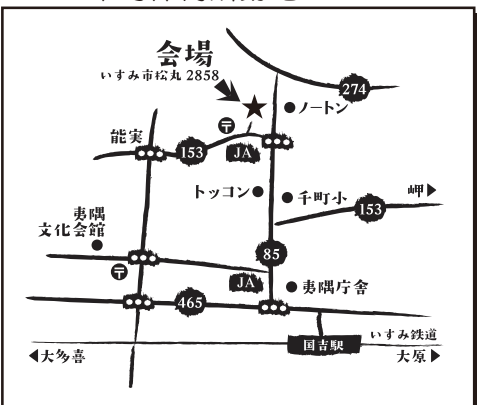 会場
いすみ市松丸 2858
274
ノートン
〒
能実
153
JA
トッコン
千町小
岬▶
153
夷隅
文化会館
85
〒
JA
夷隅庁舎
465
いすみ鉄道
国吉駅
◀大多喜
大原▶